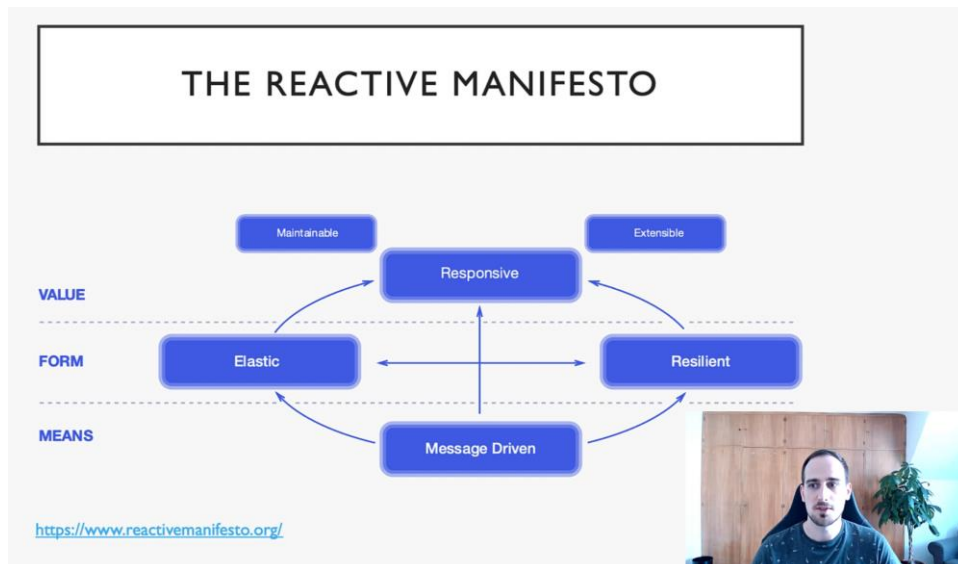 THE REACTIVE MANIFESTO
Maintainable
Extensible
Responsive
VALUE
FORM
Elastic
Resilient
MEANS
Message Driven
https://www.reactivemanifesto.org/